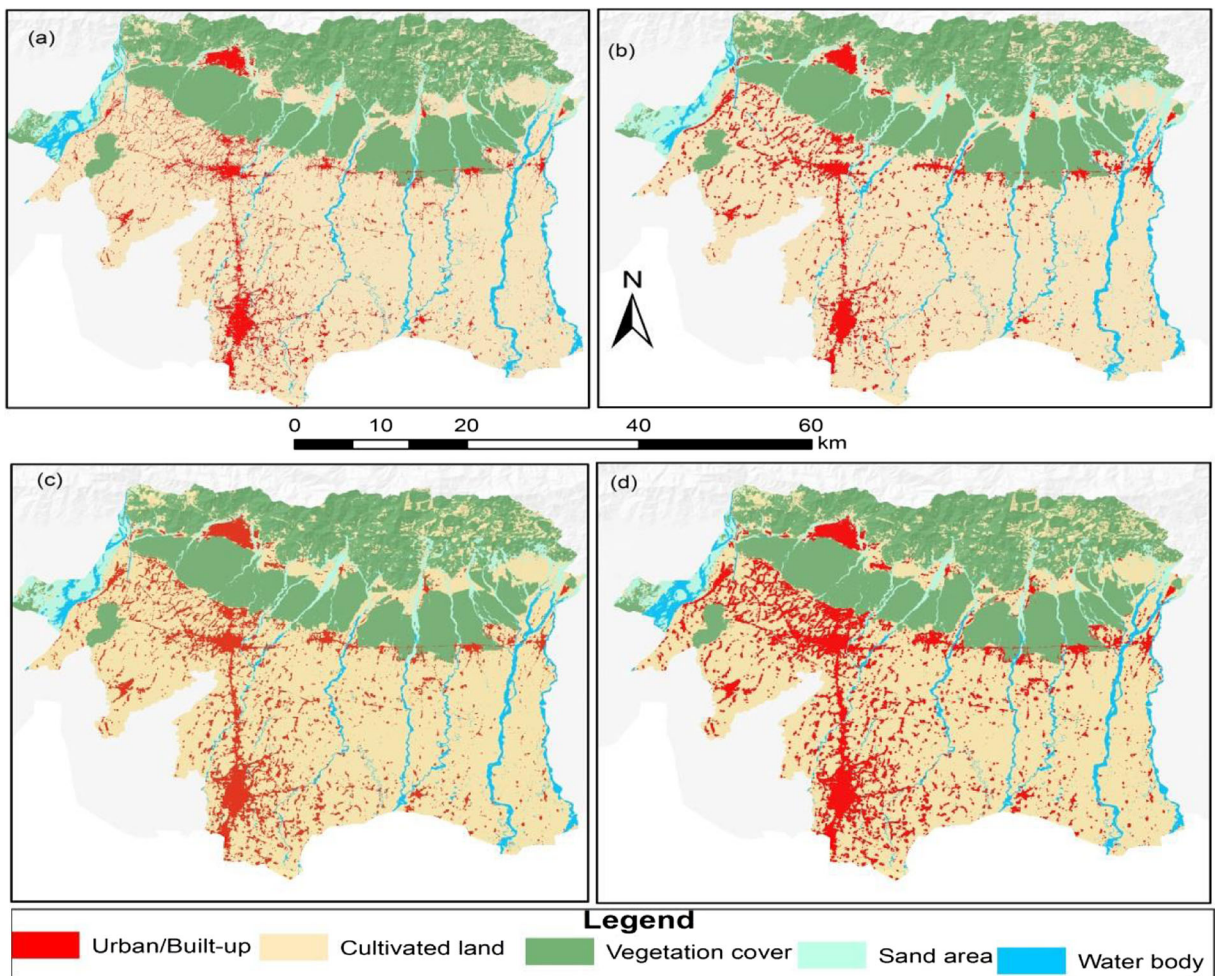 (a)
(b)
N
0 10 20 40 60
km
(c)
(d)
Legend
Urban/Built-up Cultivated land Vegetation cover Sand area Water body